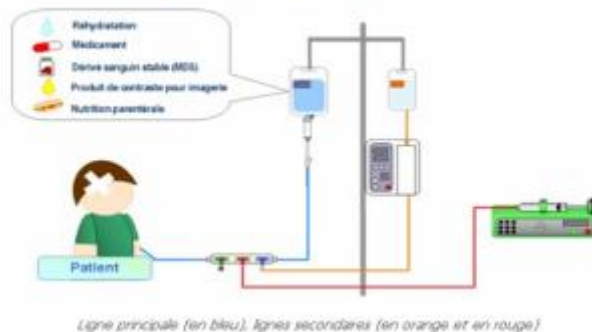 Réhydratation
Médicament
Dérivé sanguin stable (MDS)
Produit de contraste pour imagerie
Nutrition parentérale
Patient
Ligne principale (en bleu), lignes secondaires (en orange et en rouge)